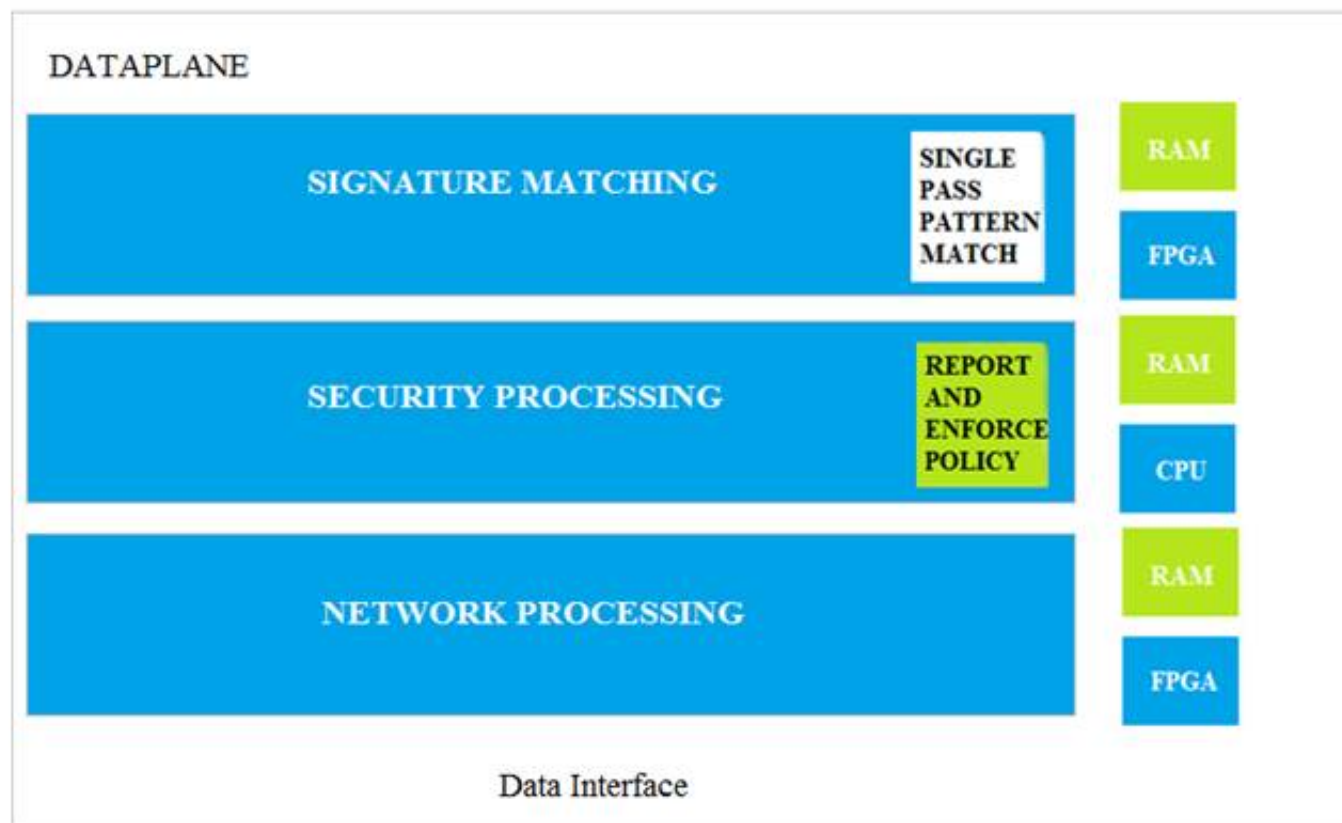 DATAPLANE
SIGNATURE MATCHING
SINGLE
PASS
PATTERN
MATCH
RAM
FPGA
SECURITY PROCESSING
REPORT
AND
ENFORCE
POLICY
RAM
CPU
NETWORK PROCESSING
RAM
FPGA
Data Interface